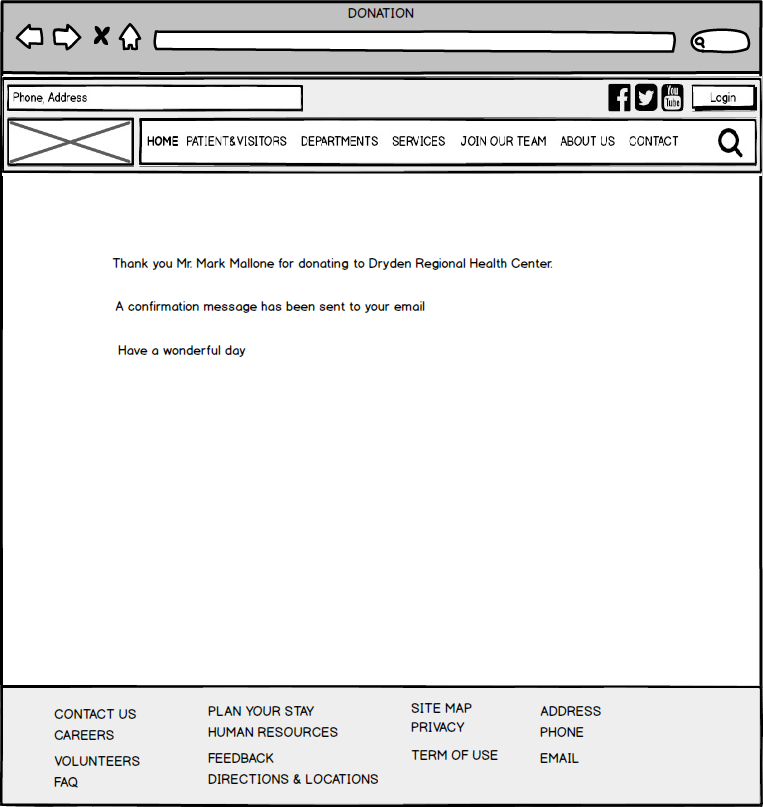 DONATION
Phone, Address
You
Tube
Login
HOME PATIENT&VISITORS DEPARTMENTS SERVICES JOIN OUR TEAM ABOUT US CONTACT
Thank you Mr. Mark Mallone for donating to Dryden Regional Health Center.
A confirmation message has been sent to your email
Have a wonderful day
CONTACT US PLAN YOUR STAY SITE MAP ADDRESS
CAREERS HUMAN RESOURCES PRIVACY PHONE
VOLUNTEERS FEEDBACK TERM OF USE EMAIL
FAQ DIRECTIONS & LOCATIONS